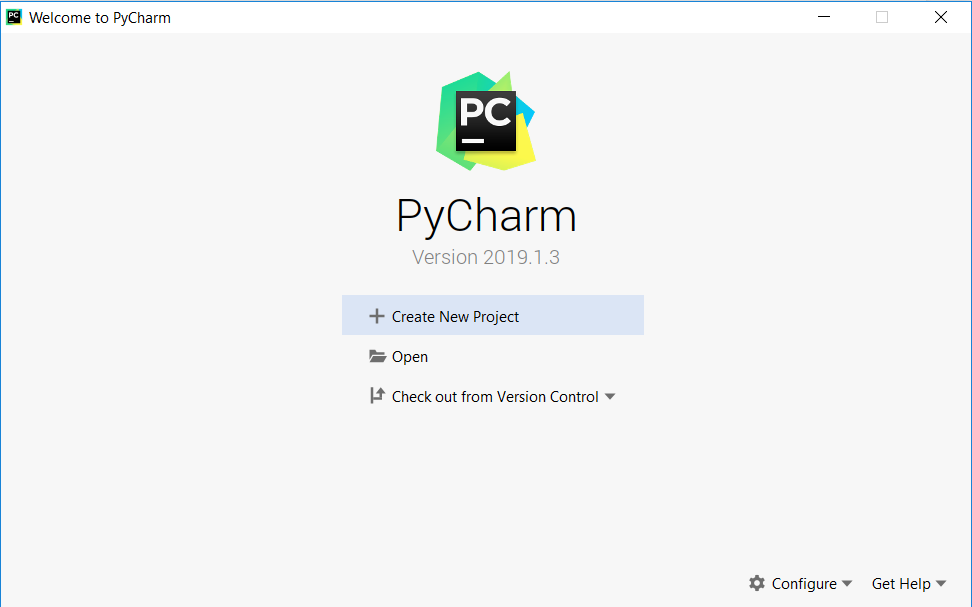 Welcome to PyCharm
PC
PyCharm
Version 2019.1.3
Create New Project
Open
Check out from Version Control
Configure
Get Help